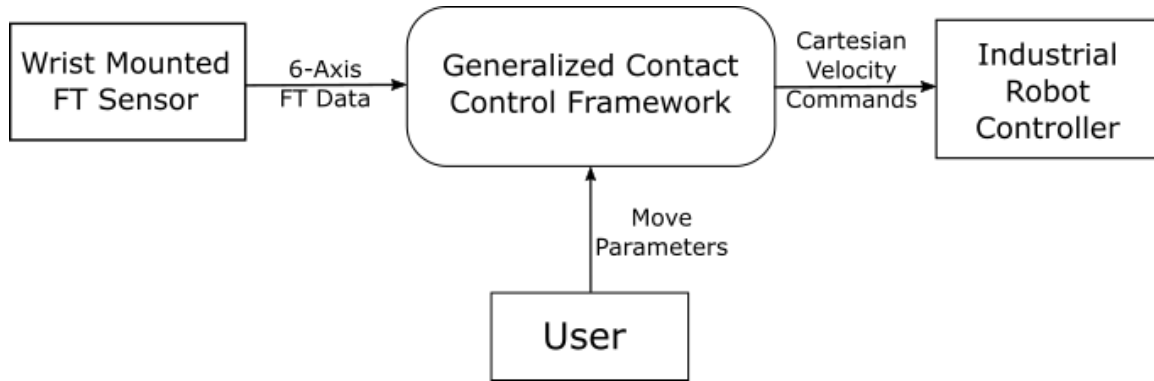 Wrist Mounted
FT Sensor
6-Axis
FT Data
Generalized Contact
Control Framework
Cartesian
Velocity
Commands
Industrial
Robot
Controller
Move
Parameters
User